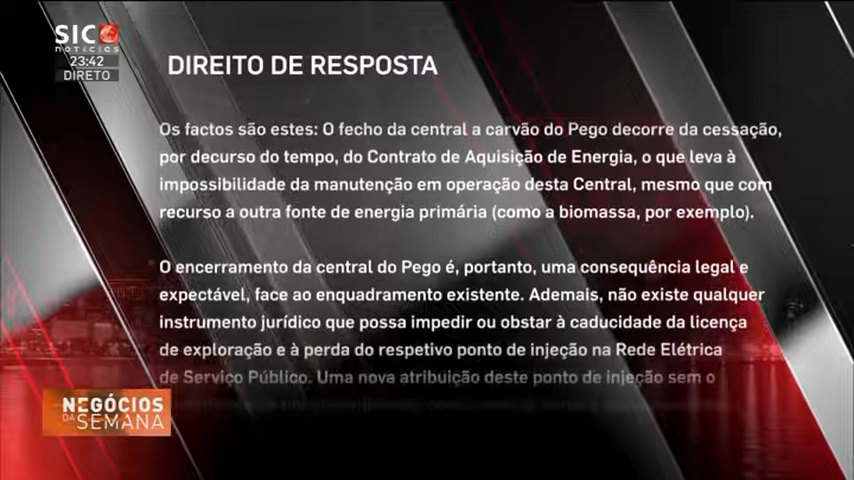 SIC
notícias
23:42
DIRETO
DIREITO DE RESPOSTA
Os factos são estes: O fecho da central a carvão do Pego decorre da cessação,
por decurso do tempo, do Contrato de Aquisição de Energia, o que leva à
impossibilidade da manutenção em operação desta Central, mesmo que com
recurso a outra fonte de energia primária (como a biomassa, por exemplo).
O encerramento da central do Pego é, portanto, uma consequência legal e
expectável, face ao enquadramento existente. Ademais, não existe qualquer
instrumento jurídico que possa impedir ou obstar à caducidade da licença
de exploração e à perda do respetivo ponto de injeção na Rede Elétrica
de Serviço Público. Uma nova atribuição deste ponto de injeção sem o
NEGÓCIOS
DA SEMANA